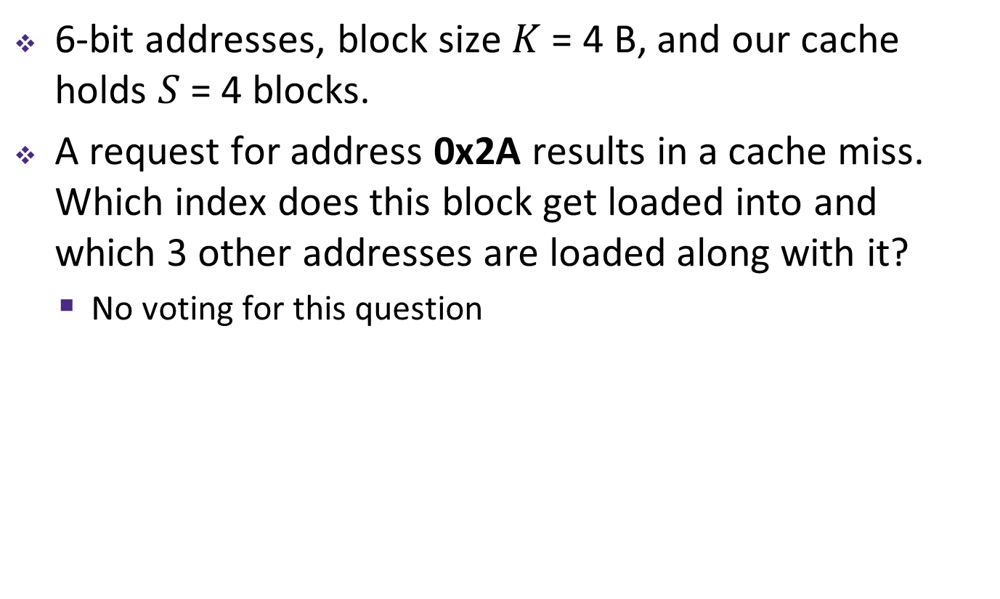 ❖ 6-bit addresses, block size 𝐾 = 4 B, and our cache
holds 𝑆 = 4 blocks.
❖ A request for address 0x2A results in a cache miss.
Which index does this block get loaded into and
which 3 other addresses are loaded along with it?
▪ No voting for this question